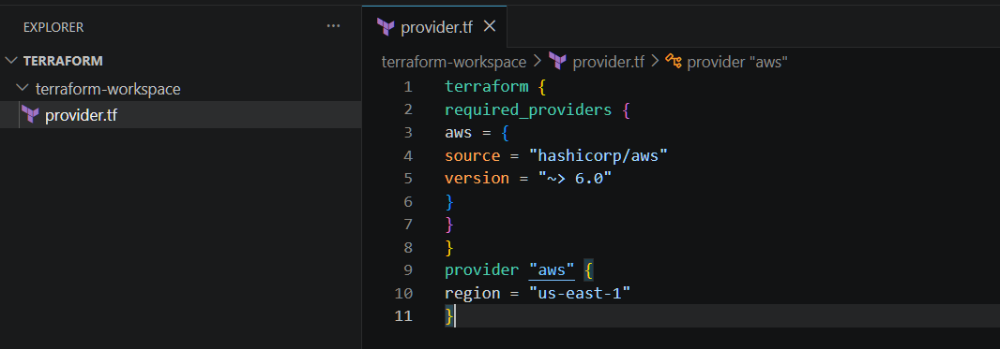 EXPLORER ...
TERRAFORM
terraform-workspace
provider.tf
provider.tf
terraform-workspace > provider.tf > provider "aws"
1 terraform {
2 required_providers {
3 aws = {
4 source = "hashicorp/aws"
5 version = "~> 6.0"
6 }
7 }
8 }
9 provider "aws" {
10 region = "us-east-1"
11 }